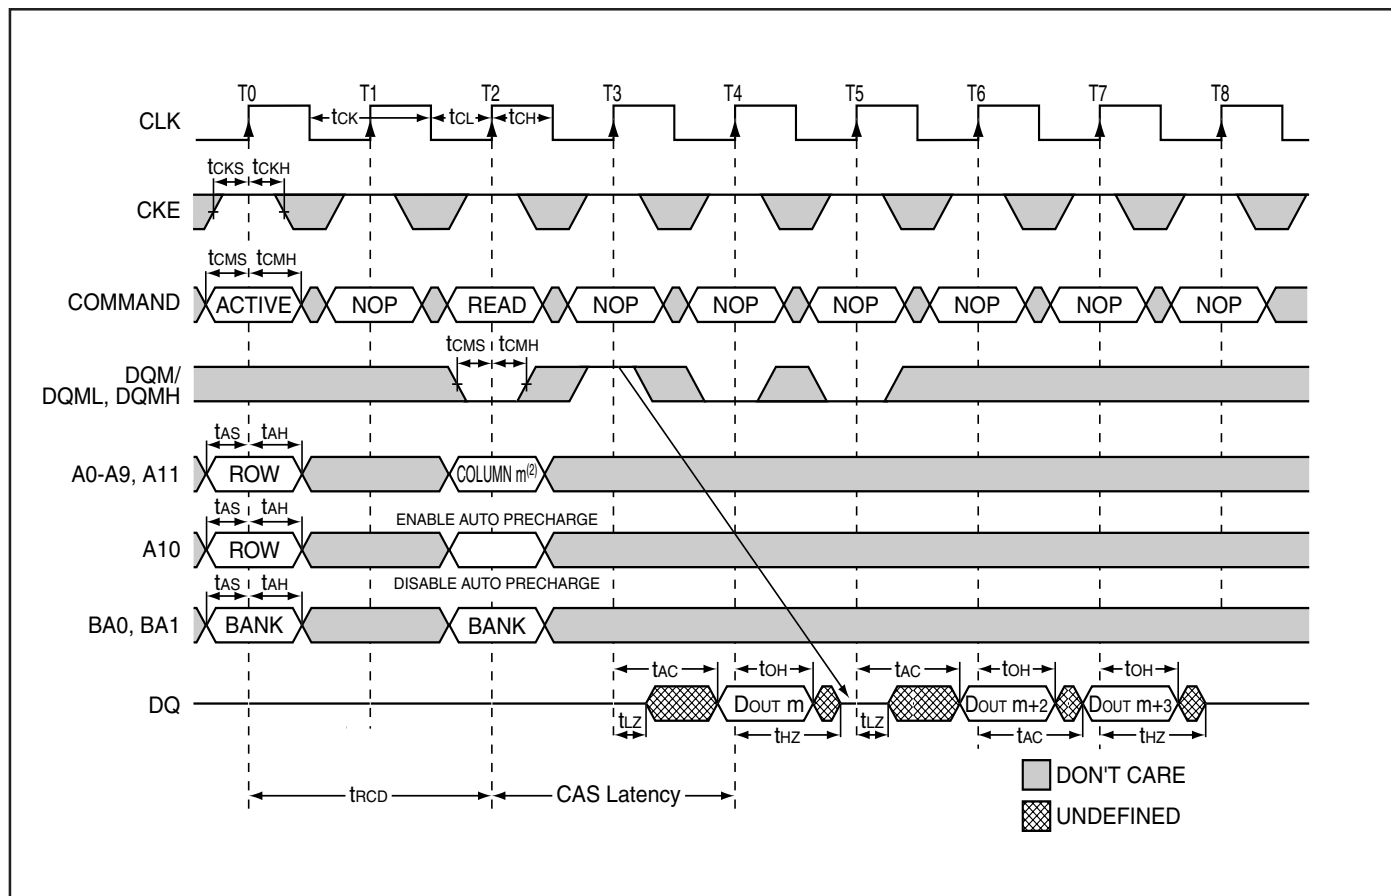 T0 T1 T2 T3 T4 T5 T6 T7 T8
CLK tCK tCL tCH
tCKS tCKH
CKE
tCMS tCMH
COMMAND ACTIVE NOP READ NOP NOP NOP NOP NOP NOP
tCMS tCMH
DQM/
DQML, DQMH
tAS tAH
A0-A9, A11 ROW COLUMN m(2)
tAS tAH ENABLE AUTO PRECHARGE
A10 ROW
tAS tAH DISABLE AUTO PRECHARGE
BA0, BA1 BANK BANK
tAC tOH tAC tOH tOH
DQ DOUT m DOUT m+2 DOUT m+3
tLZ tHZ tLZ tAC tHZ
DON'T CARE
tRCD CAS Latency
UNDEFINED